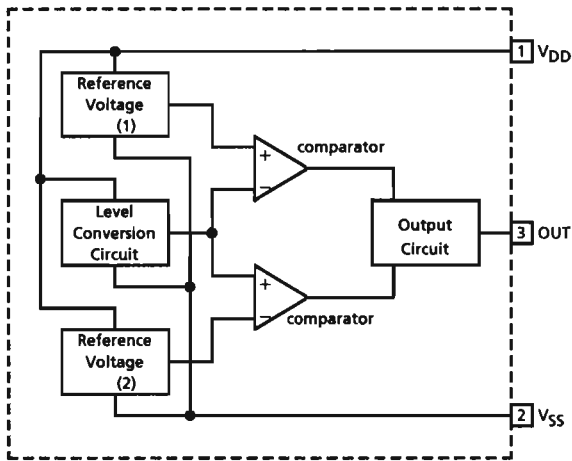 1 VDD
Reference
Voltage
(1)
+
−
comparator
Level
Conversion
Circuit
Output
Circuit
3 OUT
+
−
comparator
Reference
Voltage
(2)
2 VSS